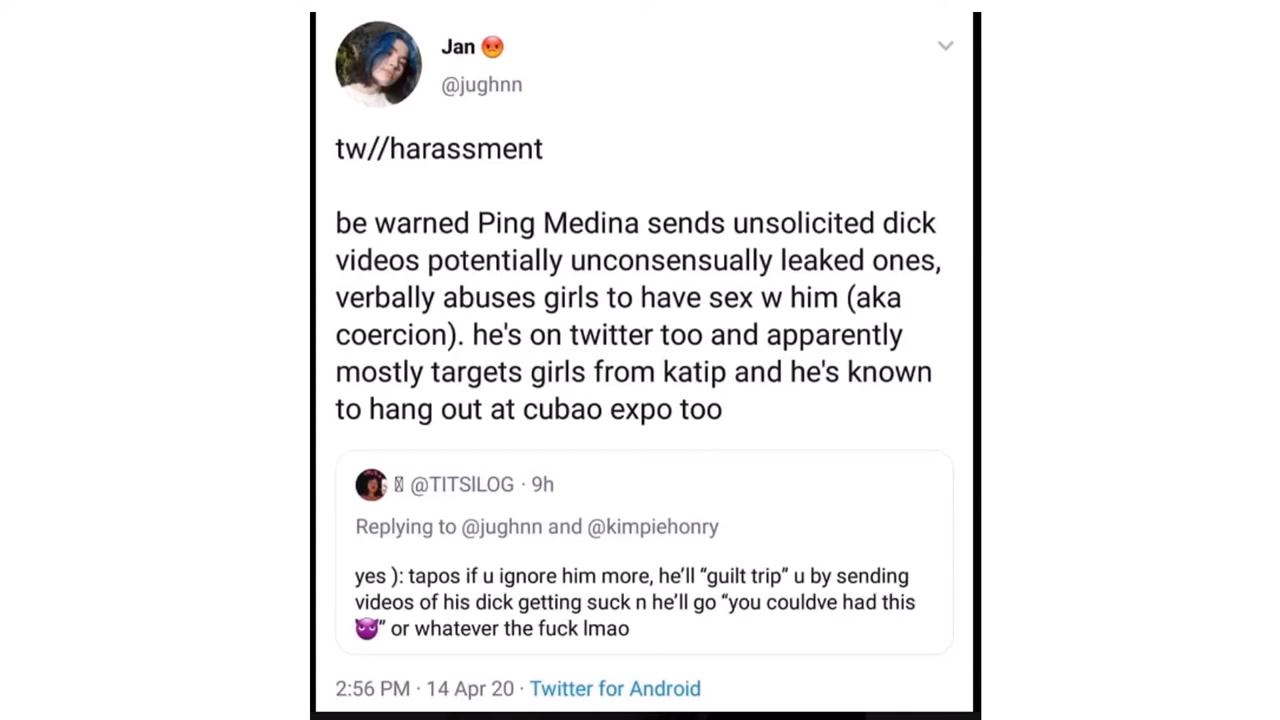 Jan 😡
@jughnn
tw//harassment
be warned Ping Medina sends unsolicited dick
videos potentially unconsensually leaked ones,
verbally abuses girls to have sex w him (aka
coercion). he's on twitter too and apparently
mostly targets girls from katip and he's known
to hang out at cubao expo too
@TITSlLOG · 9h
Replying to @jughnn and @kimpiehonry
yes ): tapos if u ignore him more, he'll “guilt trip” u by sending
videos of his dick getting suck n he'll go “you couldve had this
😈” or whatever the fuck lmao
2:56 PM · 14 Apr 20 · Twitter for Android